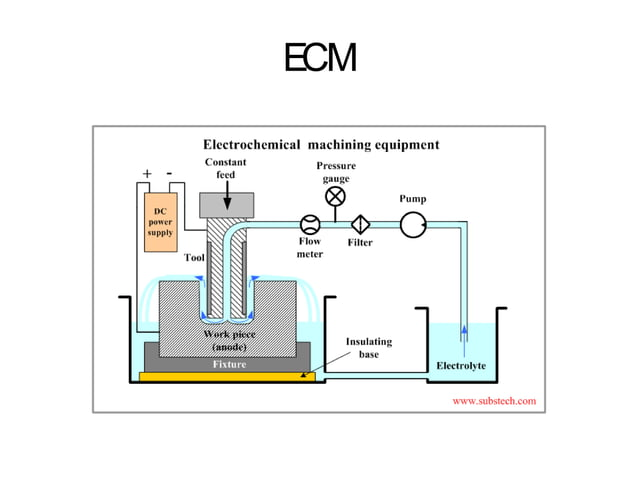 ECM
Electrochemical machining equipment
Constant
feed
Pressure
gauge
+ -
Pump
DC
power
supply
Flow
meter
Filter
Tool
Work piece
(anode)
Insulating
base
Fixture
Electrolyte
www.substech.com